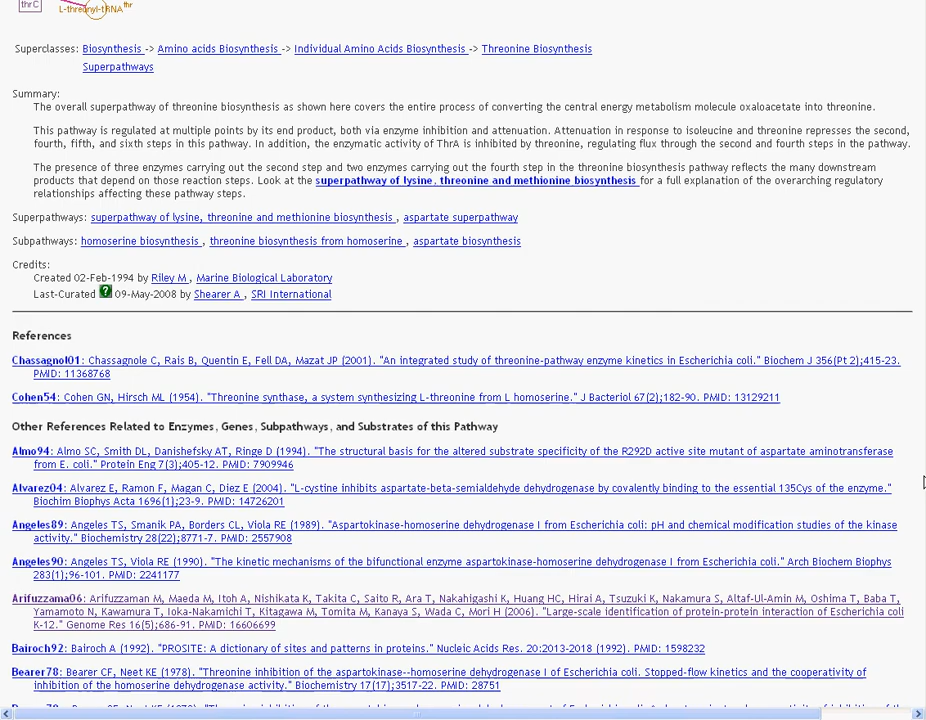 thrC
L-threonyl-tRNAthr
Superclasses: Biosynthesis -> Amino acids Biosynthesis -> Individual Amino Acids Biosynthesis -> Threonine Biosynthesis
Superpathways
Summary:
The overall superpathway of threonine biosynthesis as shown here covers the entire process of converting the central energy metabolism molecule oxaloacetate into threonine.
This pathway is regulated at multiple points by its end product, both via enzyme inhibition and attenuation. Attenuation in response to isoleucine and threonine represses the second,
fourth, fifth, and sixth steps in this pathway. In addition, the enzymatic activity of ThrA is inhibited by threonine, regulating flux through the second and fourth steps in the pathway.
The presence of three enzymes carrying out the second step and two enzymes carrying out the fourth step in the threonine biosynthesis pathway reflects the many downstream
products that depend on those reaction steps. Look at the superpathway of lysine, threonine and methionine biosynthesis for a full explanation of the overarching regulatory
relationships affecting these pathway steps.
Superpathways: superpathway of lysine, threonine and methionine biosynthesis , aspartate superpathway
Subpathways: homoserine biosynthesis , threonine biosynthesis from homoserine , aspartate biosynthesis
Credits:
Created 02-Feb-1994 by Riley M , Marine Biological Laboratory
Last-Curated ? 09-May-2008 by Shearer A , SRI International
References
Chassagnol01: Chassagnole C, Rais B, Quentin E, Fell DA, Mazat JP (2001). "An integrated study of threonine-pathway enzyme kinetics in Escherichia coli." Biochem J 356(Pt 2);415-23.
PMID: 11368768
Cohen54: Cohen GN, Hirsch ML (1954). "Threonine synthase, a system synthesizing L-threonine from L homoserine." J Bacteriol 67(2);182-90. PMID: 13129211
Other References Related to Enzymes, Genes, Subpathways, and Substrates of this Pathway
Almo94: Almo SC, Smith DL, Danishefsky AT, Ringe D (1994). "The structural basis for the altered substrate specificity of the R292D active site mutant of aspartate aminotransferase
from E. coli." Protein Eng 7(3);405-12. PMID: 7909946
Alvarez04: Alvarez E, Ramon F, Magan C, Diez E (2004). "L-cystine inhibits aspartate-beta-semialdehyde dehydrogenase by covalently binding to the essential 135Cys of the enzyme."
Biochim Biophys Acta 1696(1);23-9. PMID: 14726201
Angeles89: Angeles TS, Smanik PA, Borders CL, Viola RE (1989). "Aspartokinase-homoserine dehydrogenase I from Escherichia coli: pH and chemical modification studies of the kinase
activity." Biochemistry 28(22);8771-7. PMID: 2557908
Angeles90: Angeles TS, Viola RE (1990). "The kinetic mechanisms of the bifunctional enzyme aspartokinase-homoserine dehydrogenase I from Escherichia coli." Arch Biochem Biophys
283(1);96-101. PMID: 2241177
Arifuzzama06: Arifuzzaman M, Maeda M, Itoh A, Nishikata K, Takita C, Saito R, Ara T, Nakahigashi K, Huang HC, Hirai A, Tsuzuki K, Nakamura S, Altaf-Ul-Amin M, Oshima T, Baba T,
Yamamoto N, Kawamura T, Ioka-Nakamichi T, Kitagawa M, Tomita M, Kanaya S, Wada C, Mori H (2006). "Large-scale identification of protein-protein interaction of Escherichia coli
K-12." Genome Res 16(5);686-91. PMID: 16606699
Bairoch92: Bairoch A (1992). "PROSITE: A dictionary of sites and patterns in proteins." Nucleic Acids Res. 20:2013-2018 (1992). PMID: 1598232
Bearer78: Bearer CF, Neet KE (1978). "Threonine inhibition of the aspartokinase--homoserine dehydrogenase I of Escherichia coli. Stopped-flow kinetics and the cooperativity of
inhibition of the homoserine dehydrogenase activity." Biochemistry 17(17);3517-22. PMID: 28751